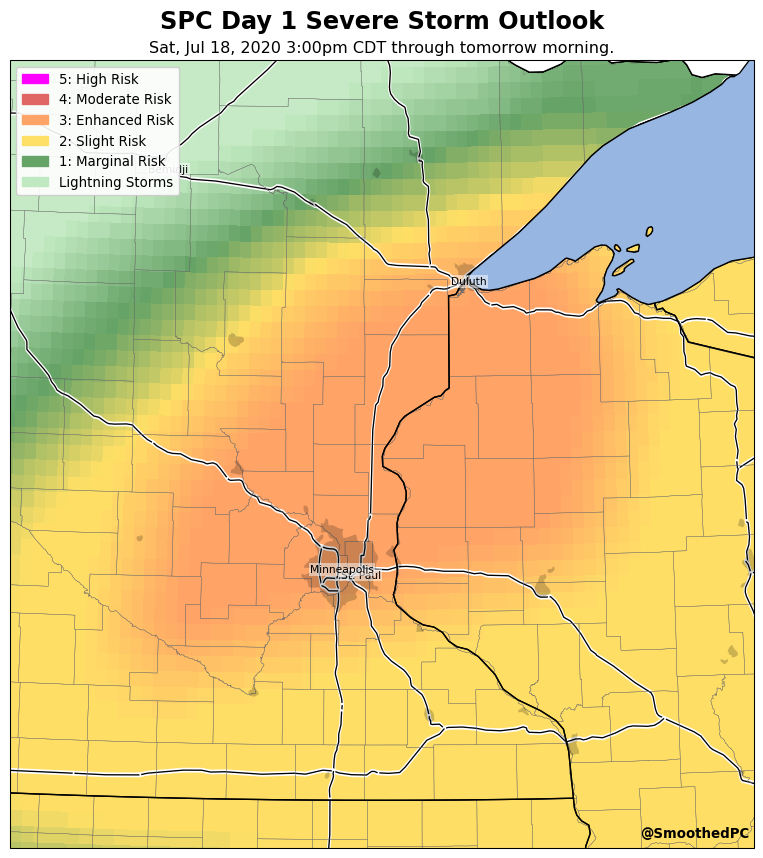 SPC Day 1 Severe Storm Outlook
Sat, Jul 18, 2020 3:00pm CDT through tomorrow morning.
5: High Risk
4: Moderate Risk
3: Enhanced Risk
2: Slight Risk
1: Marginal Risk
Lightning Storms
Bemidji
Duluth
Minneapolis
St. Paul
@SmoothedPC